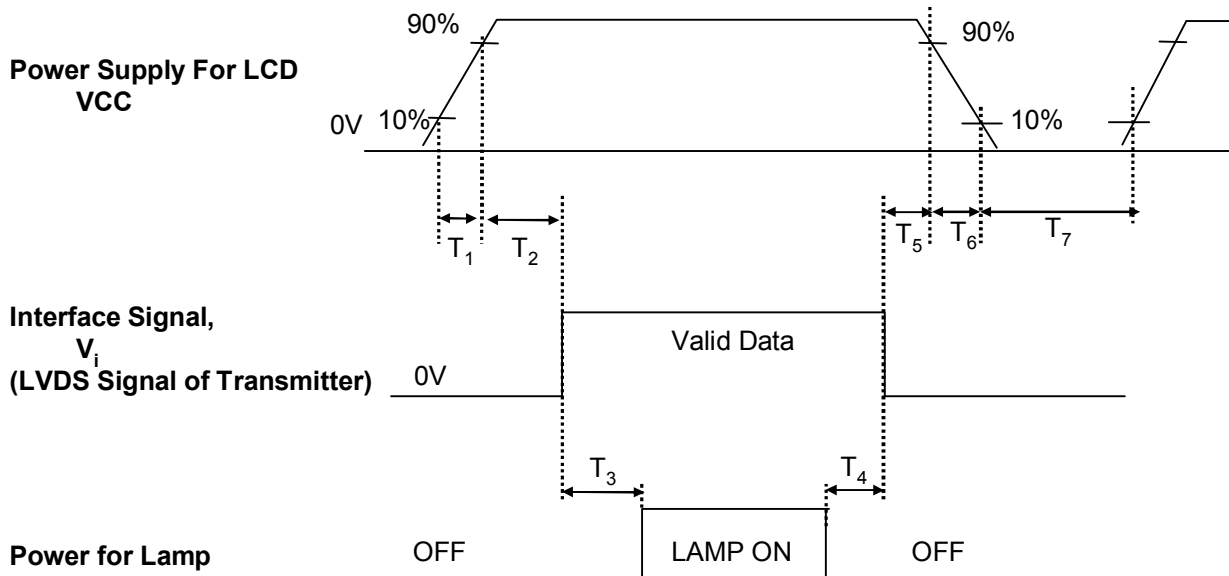 90%
90%
Power Supply For LCD
VCC
0V
10%
10%
T1
T2
T5
T6
T7
Interface Signal,
Vi
(LVDS Signal of Transmitter)
0V
Valid Data
T3
T4
Power for Lamp
OFF
LAMP ON
OFF